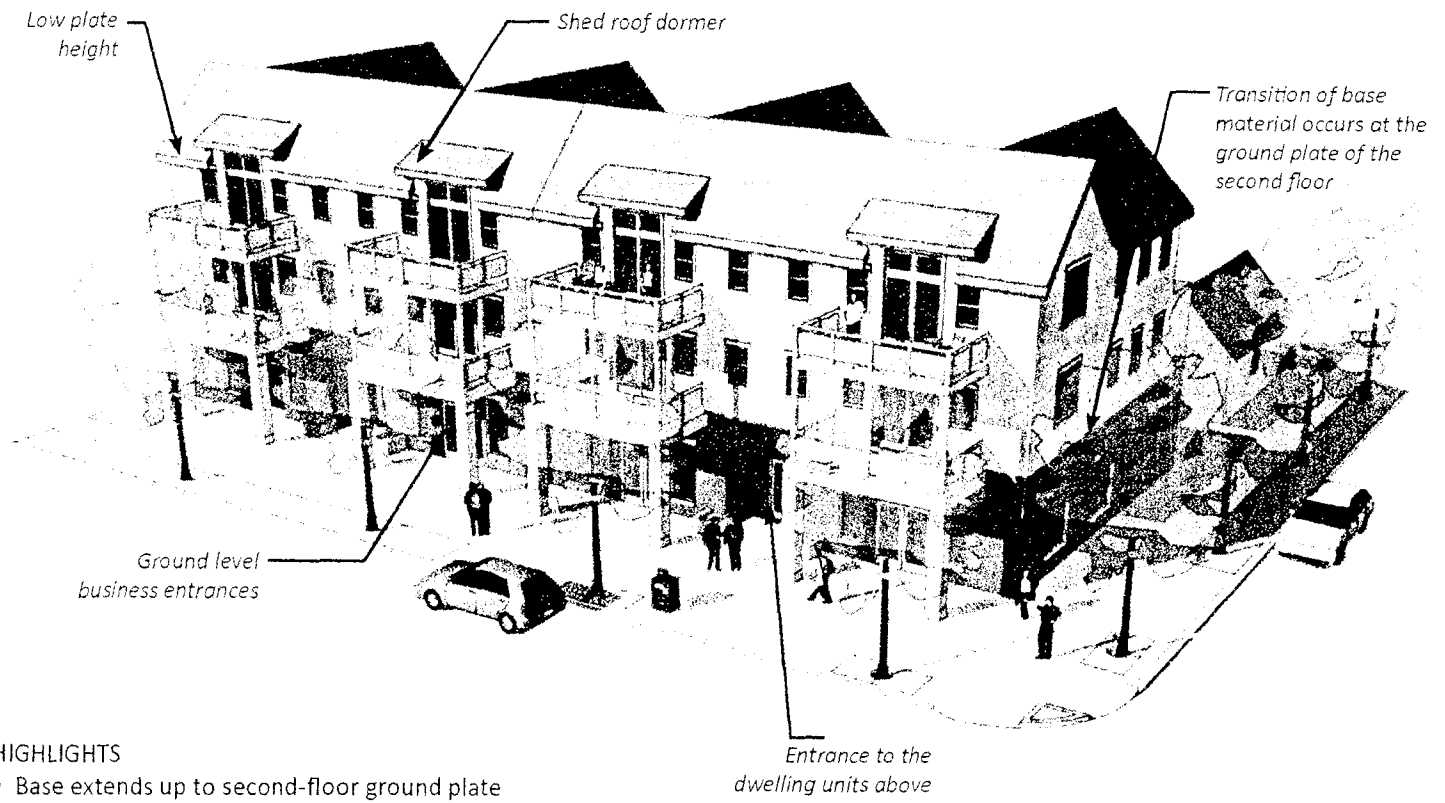 Low plate
height
Shed roof dormer
Transition of base
material occurs at the
ground plate of the
second floor
Ground level
business entrances
Entrance to the
dwelling units above
HIGHLIGHTS
Base extends up to second-floor ground plate